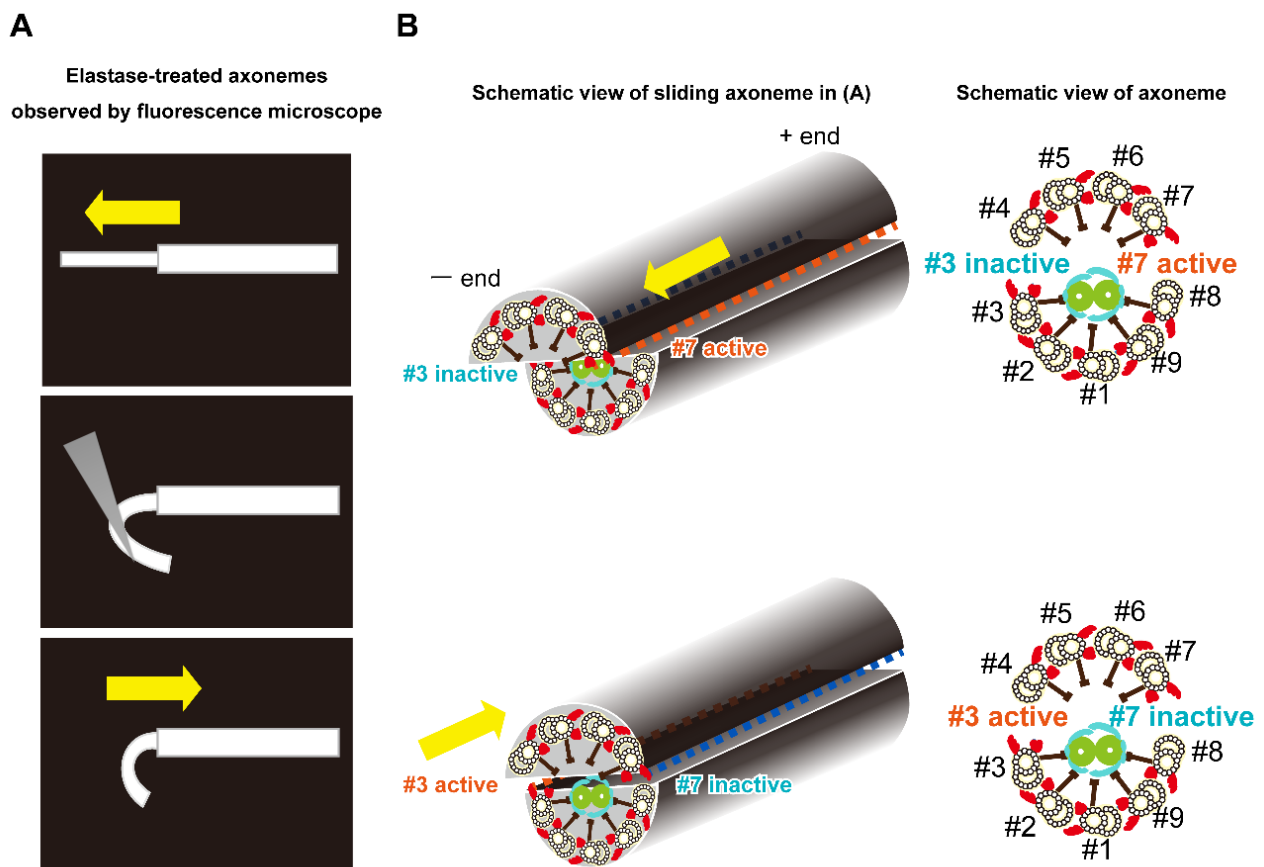 A
B
Elastase-treated axonemes
observed by fluorescence microscope
Schematic view of sliding axoneme in (A)
Schematic view of axoneme
+ end
— end
#7 active
#3 inactive
#5
#6
#4
#7
#3 inactive
#7 active
#3
#8
#2
#9
#1
#3 active
#7 inactive
#5
#6
#4
#7
#3 active
#7 inactive
#3
#8
#2
#9
#1